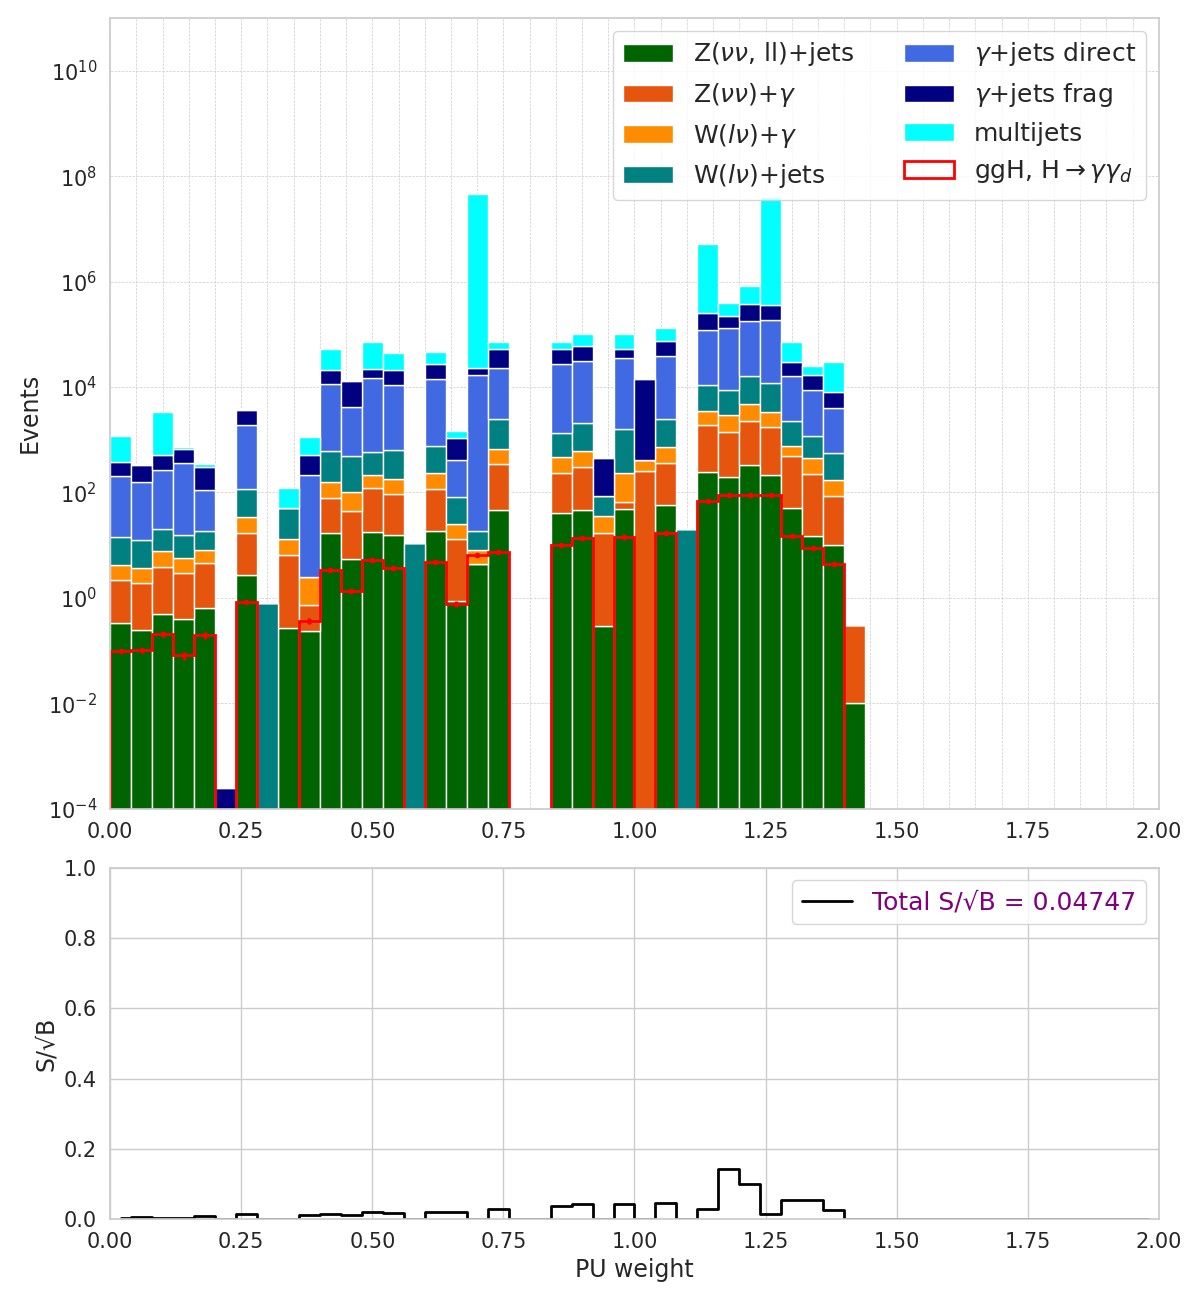 Z(νν, ll)+jets
Z(νν)+γ
W(lν)+γ
W(lν)+jets
γ+jets direct
γ+jets frag
multijets
ggH, H→γγ_d
Events
10^10
10^8
10^6
10^4
10^2
10^0
10^−2
10^−4
0.00 0.25 0.50 0.75 1.00 1.25 1.50 1.75 2.00
Total S/√B = 0.04747
S/√B
1.0
0.8
0.6
0.4
0.2
0.0
0.00 0.25 0.50 0.75 1.00 1.25 1.50 1.75 2.00
PU weight